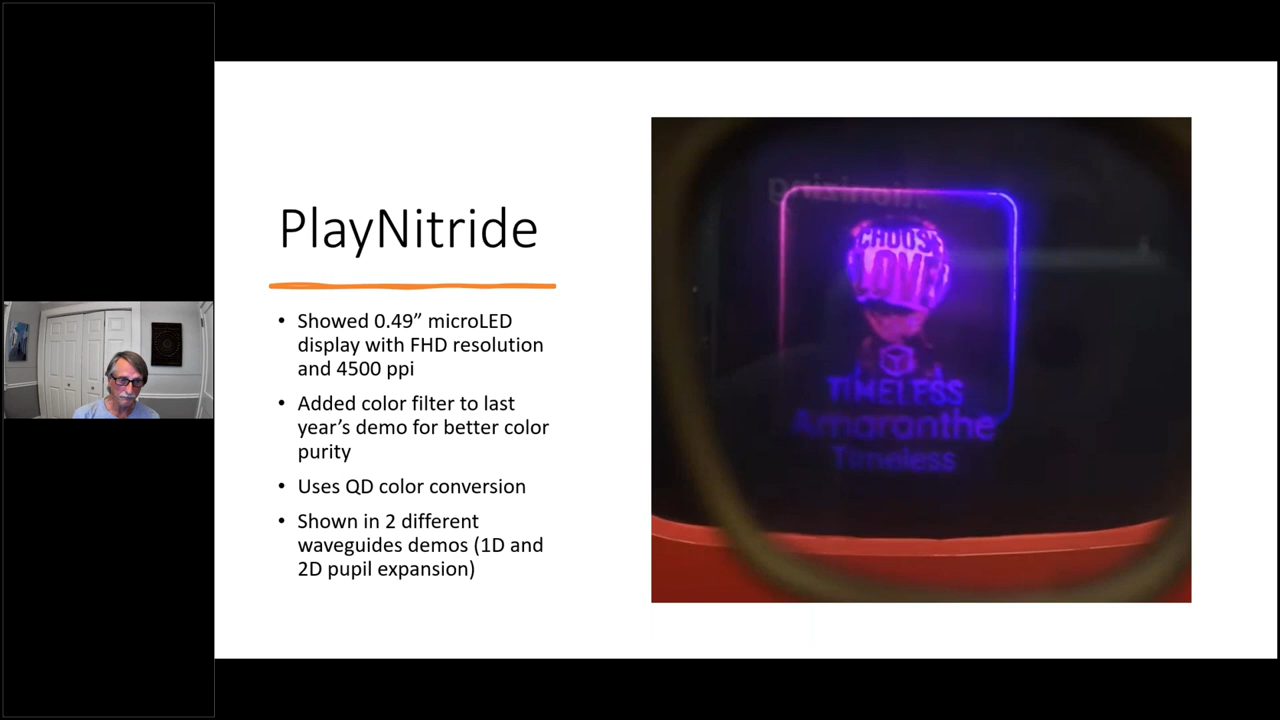 PlayNitride
• Showed 0.49” microLED
display with FHD resolution
and 4500 ppi
• Added color filter to last
year’s demo for better color
purity
• Uses QD color conversion
• Shown in 2 different
waveguides demos (1D and
2D pupil expansion)
CHOOSE
LOVE
TIMELESS
Amaranthe
Timeless